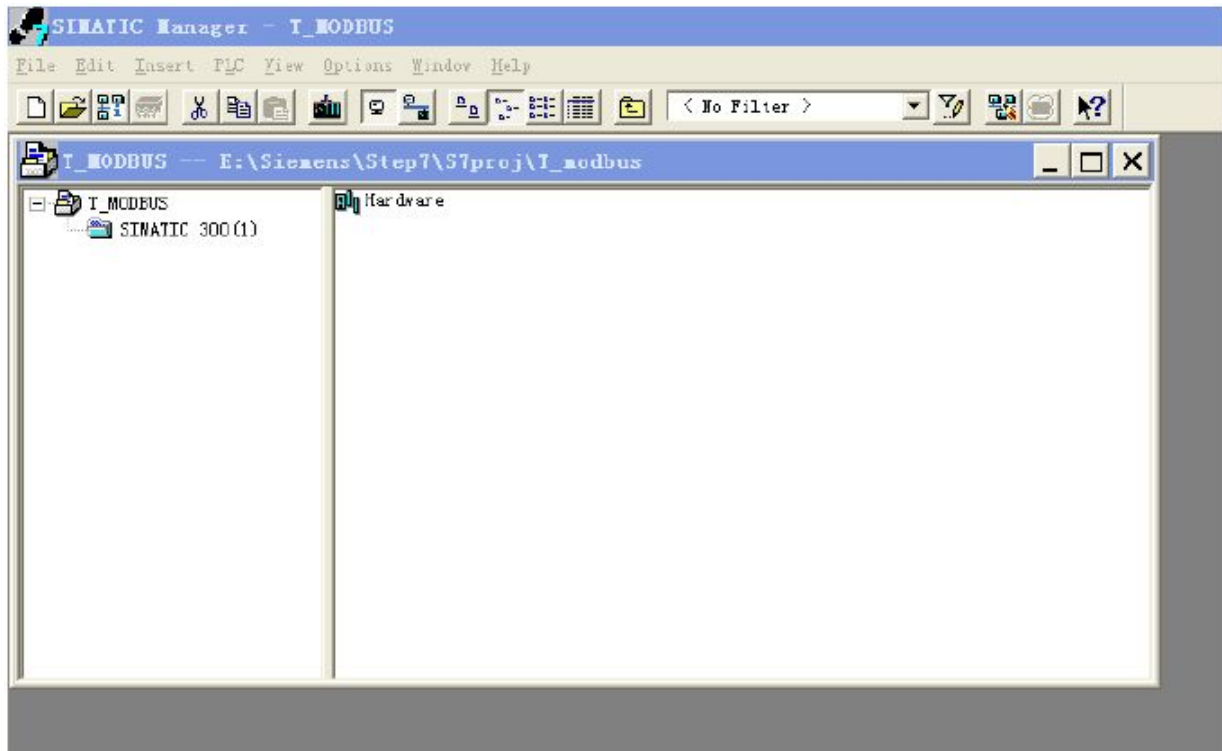 SIMATIC Manager - T_MODBUS
File Edit Insert PLC View Options Window Help
< No Filter >
T_MODBUS -- E:\Siemens\Step7\S7proj\T_modbus
T_MODBUS
SIMATIC 300(1)
Hardware